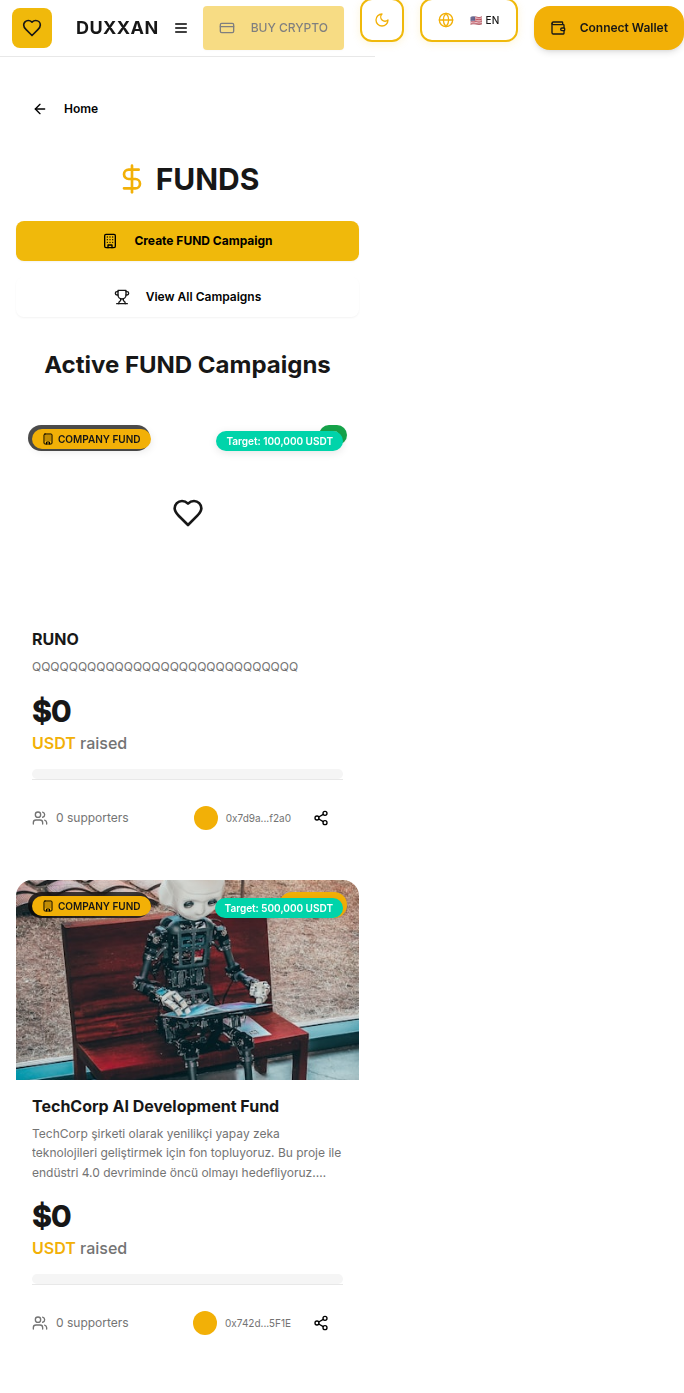 DUXXAN
BUY CRYPTO
🇺🇸 EN
Connect Wallet
Home
FUNDS
Create FUND Campaign
View All Campaigns
Active FUND Campaigns
COMPANY FUND
Target: 100,000 USDT
RUNO
QQQQQQQQQQQQQQQQQQQQQQQQQQQQQ
$0
USDT raised
0 supporters
0x7d9a...f2a0
COMPANY FUND
Target: 500,000 USDT
TechCorp AI Development Fund
TechCorp şirketi olarak yenilikçi yapay zeka
teknolojileri geliştirmek için fon topluyoruz. Bu proje ile
endüstri 4.0 devriminde öncü olmayı hedefliyoruz....
$0
USDT raised
0 supporters
0x742d...5F1E